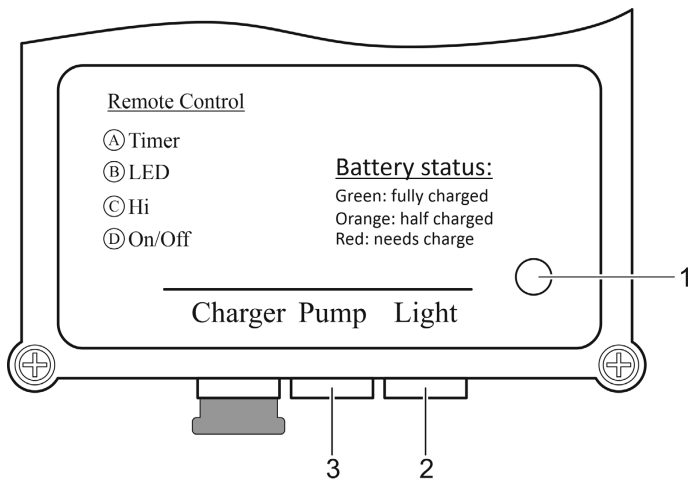 Remote Control
Ⓐ Timer
Ⓑ LED
Ⓒ Hi
Ⓓ On/Off
Battery status:
Green: fully charged
Orange: half charged
Red: needs charge
1
Charger Pump Light
3 2